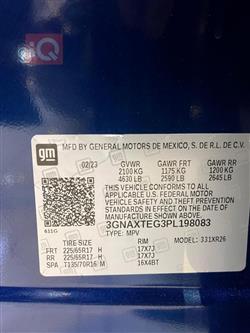 iQ
gm
MFD BY GENERAL MOTORS DE MEXICO, S. DE R.L. DE C.V.
02/23 GVWR GAWR FRT GAWR RR
2100 KG 1175 KG 1200 KG
4630 LB 2590 LB 2645 LB
THIS VEHICLE CONFORMS TO ALL
APPLICABLE U.S. FEDERAL MOTOR
VEHICLE SAFETY AND THEFT
PREVENTION STANDARDS IN EFFECT
ON THE DATE OF MANUFACTURE
SHOWN ABOVE.
3GNAXTEG3PL198083
611G TYPE: MPV MODEL: 331XR26
TIRE SIZE RIM
FRT 225/65R17 H 17X7J
RR 225/65R17 H 17X7J
SPA T135/70R16 M 16X4BT